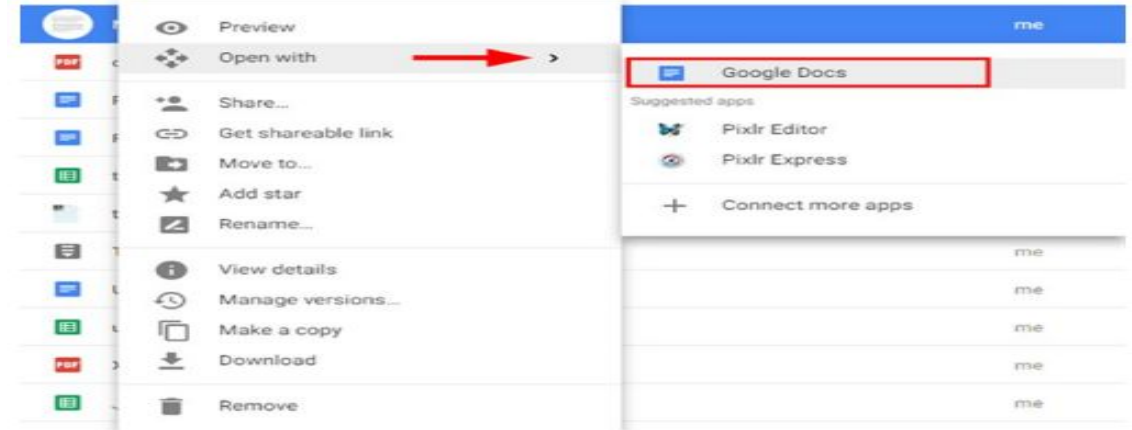 Preview
me
Open with
Google Docs
Share...
Suggested apps
Get shareable link
Pixlr Editor
Move to...
Pixlr Express
Add star
Connect more apps
Rename...
me
View details
me
Manage versions...
me
Make a copy
Download
me
Remove
me
PDF
PDF